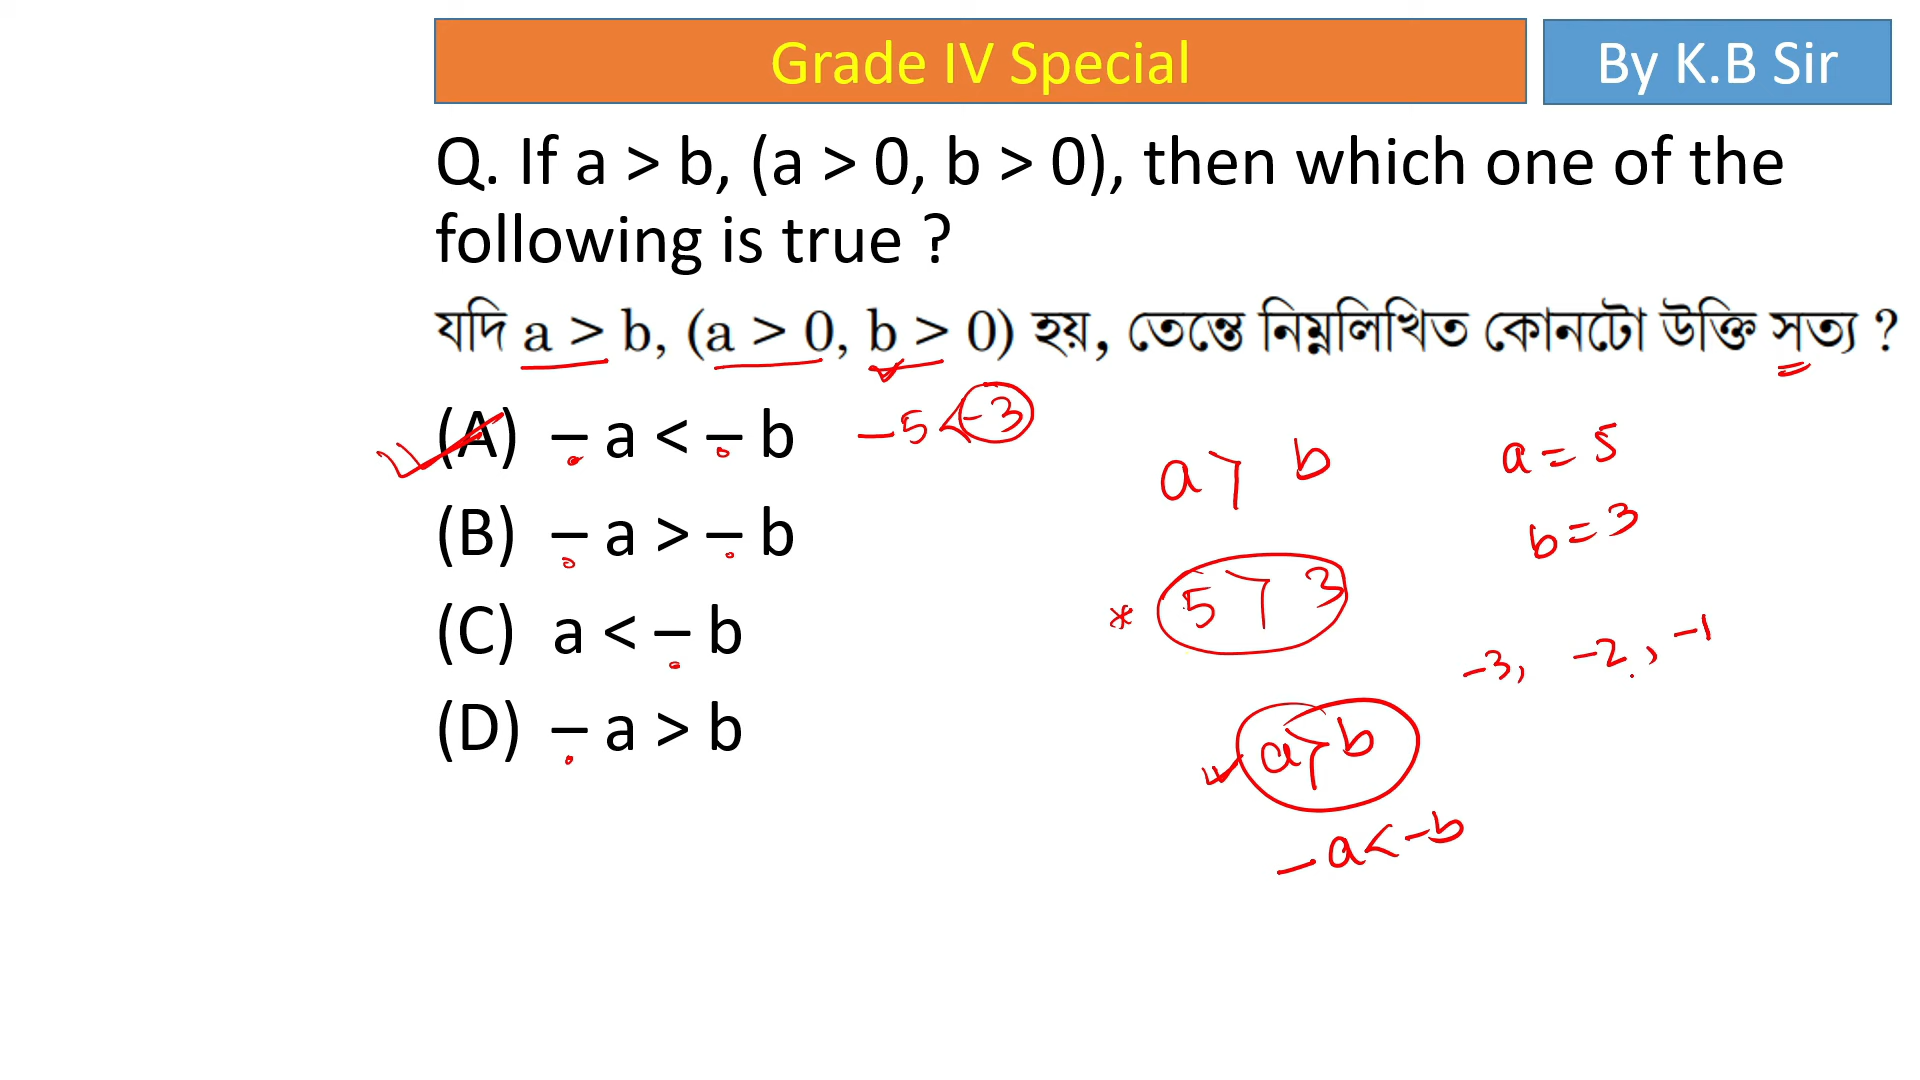 Grade IV Special
By K.B Sir
Q. If a > b, (a > 0, b > 0), then which one of the
following is true ?
যদি a > b, (a > 0, b > 0) হয়, তেন্তে নিম্নলিখিত কোনটো উক্তি সত্য ?
(A) – a < – b
-5 < -3
(B) – a > – b
(C) a < – b
(D) – a > b
a > b
a = 5
b = 3
* 5 > 3
-3, -2, -1
a > b
- a < - b